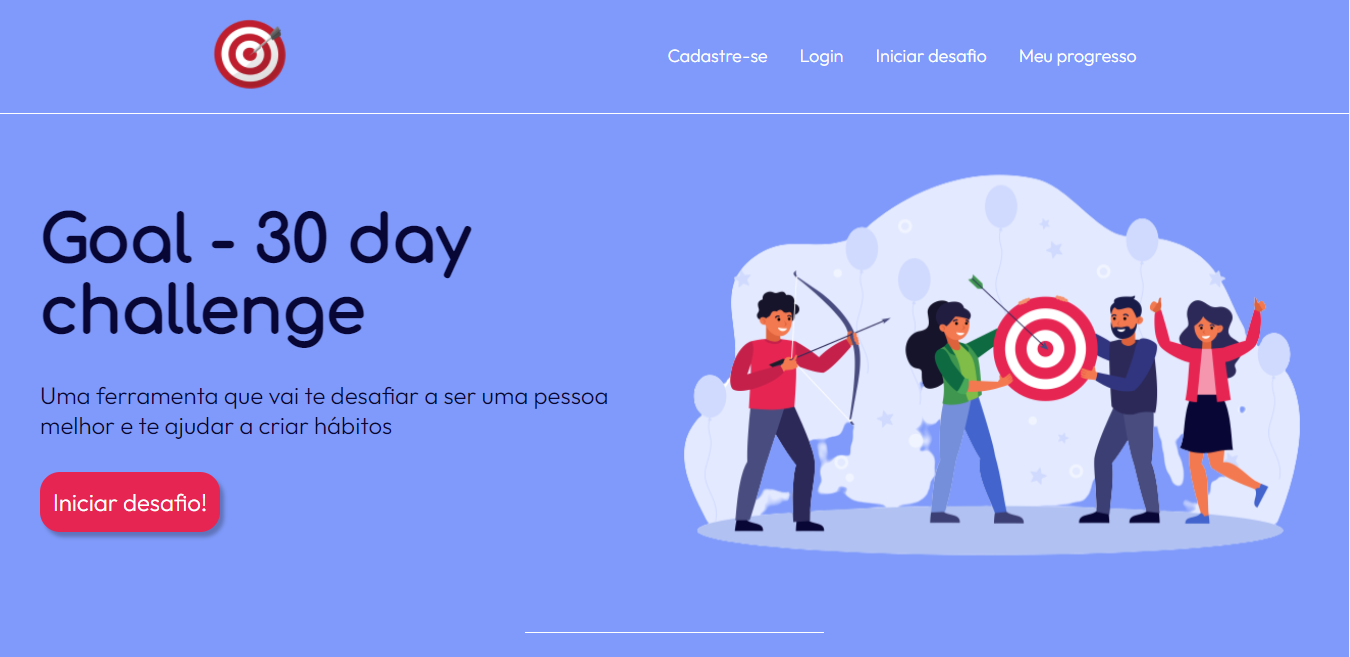 Cadastre-se Login Iniciar desafio Meu progresso
Goal - 30 day
challenge
Uma ferramenta que vai te desafiar a ser uma pessoa
melhor e te ajudar a criar hábitos
Iniciar desafio!